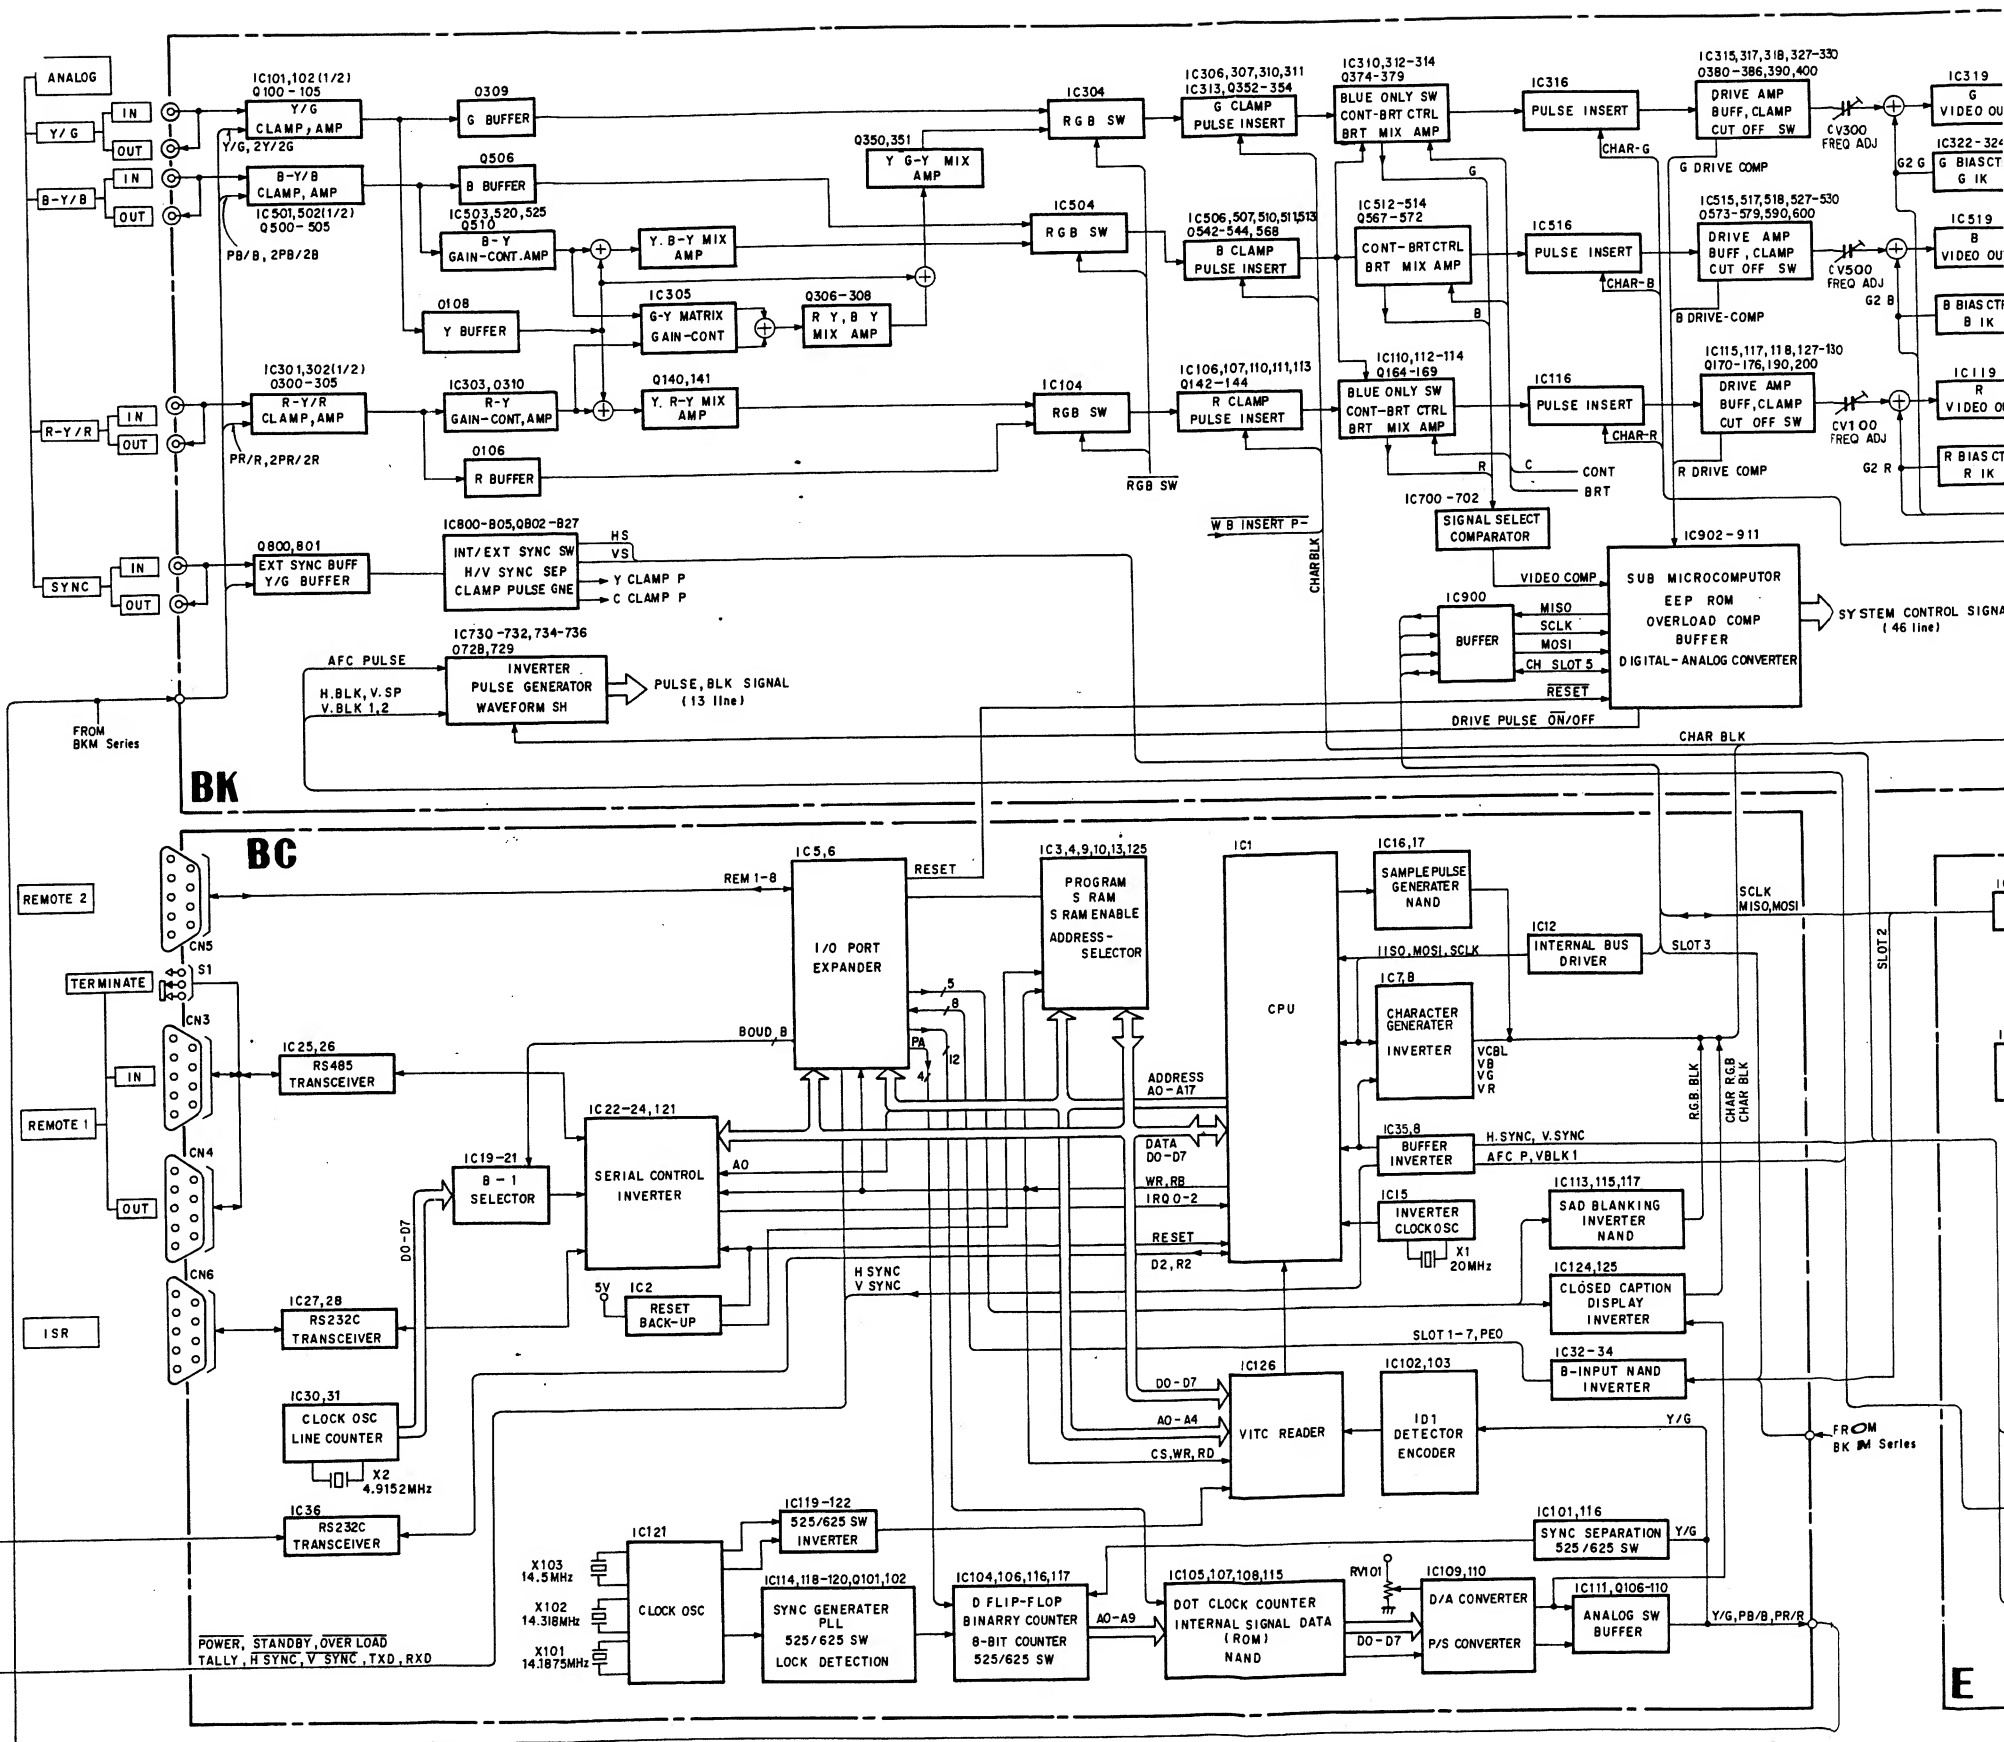 ANALOG
Y/G
IN
OUT
B-Y/B
IN
OUT
R-Y/R
IN
OUT
SYNC
IN
OUT
IC101,102(1/2)
Q100-105
Y/G
CLAMP, AMP
Y/G, 2Y/2G
B-Y/B
CLAMP, AMP
IC501,502(1/2)
Q500-505
PB/B, 2PB/2B
IC301,302(1/2)
Q300-305
R-Y/R
CLAMP, AMP
PR/R,2PR/2R
Q800,801
EXT SYNC BUFF
Y/G BUFFER
Q309
G BUFFER
Q506
B BUFFER
IC503,520,525
Q510
B-Y
GAIN-CONT.AMP
Q108
Y BUFFER
IC303, Q310
R-Y
GAIN-CONT, AMP
Q106
R BUFFER
IC800-805,Q802-827
INT/EXT SYNC SW
H/V SYNC SEP
CLAMP PULSE GNE
HS
VS
Y CLAMP P
C CLAMP P
IC730-732,734-736
Q728,729
INVERTER
PULSE GENERATOR
WAVEFORM SH
AFC PULSE
H.BLK, V.SP
V.BLK 1,2
PULSE, BLK SIGNAL
(13 line)
FROM
BKM Series
BK
Y. B-Y MIX
AMP
IC305
G-Y MATRIX
GAIN-CONT
Q140,141
Y. R-Y MIX
AMP
Q306-308
R Y, B Y
MIX AMP
Q350,351
Y G-Y MIX
AMP
IC304
RGB SW
IC504
RGB SW
IC104
RGB SW
RGB SW
IC306,307,310,311
IC313, Q352-354
G CLAMP
PULSE INSERT
IC506,507,510,511,513
Q542-544,568
B CLAMP
PULSE INSERT
IC106,107,110,111,113
Q142-144
R CLAMP
PULSE INSERT
W B INSERT P-
CHAR BLK
IC310,312-314
Q374-379
BLUE ONLY SW
CONT-BRT CTRL
BRT MIX AMP
G
IC512-514
Q567-572
CONT-BRTCTRL
BRT MIX AMP
B
IC110,112-114
Q164-169
BLUE ONLY SW
CONT-BRT CTRL
BRT MIX AMP
R
C
CONT
BRT
IC316
PULSE INSERT
CHAR-G
IC516
PULSE INSERT
CHAR-B
IC116
PULSE INSERT
CHAR-R
IC315,317,318,327-330
Q380-386,390,400
DRIVE AMP
BUFF, CLAMP
CUT OFF SW
G DRIVE COMP
IC515,517,518,527-530
Q573-579,590,600
DRIVE AMP
BUFF, CLAMP
CUT OFF SW
B DRIVE-COMP
IC115,117,118,127-130
Q170-176,190,200
DRIVE AMP
BUFF,CLAMP
CUT OFF SW
R DRIVE COMP
CV300
FREQ ADJ
CV500
FREQ ADJ
CV100
FREQ ADJ
G2 G
G2 B
G2 R
IC319
G
VIDEO OU
IC322-324
G BIAS CT
G IK
IC519
B
VIDEO OU
B BIAS CTR
B IK
IC119
R
VIDEO O
R BIAS CT
R IK
IC700-702
SIGNAL SELECT
COMPARATOR
VIDEO COMP
IC900
BUFFER
MISO
SCLK
MOSI
CH SLOT 5
RESET
DRIVE PULSE ON/OFF
IC902-911
SUB MICROCOMPUTOR
EEP ROM
OVERLOAD COMP
BUFFER
DIGITAL-ANALOG CONVERTER
SYSTEM CONTROL SIGNA
(46 line)
CHAR BLK
BC
REMOTE 2
CN5
TERMINATE
S1
CN3
IN
REMOTE 1
CN4
OUT
CN6
ISR
IC25,26
RS485
TRANSCEIVER
IC19-21
B-1
SELECTOR
D0-D7
IC27,28
RS232C
TRANSCEIVER
IC30,31
CLOCK OSC
LINE COUNTER
X2
4.9152MHz
IC36
RS232C
TRANSCEIVER
POWER, STANDBY, OVER LOAD
TALLY, H SYNC, V SYNC, TXD, RXD
REM 1-8
IC5,6
I/O PORT
EXPANDER
RESET
BOUD 8
5
8
PA
12
4
IC22-24,121
SERIAL CONTROL
INVERTER
A0
5V
IC2
RESET
BACK-UP
H SYNC
V SYNC
IC3,4,9,10,13,125
PROGRAM
S RAM
S RAM ENABLE
ADDRESS-
SELECTOR
ADDRESS
A0-A17
DATA
D0-D7
WR,RB
IRQ 0-2
RESET
D2, R2
IC1
CPU
IC16,17
SAMPLE PULSE
GENERATER
NAND
IISO, MOSI, SCLK
IC12
INTERNAL BUS
DRIVER
SCLK
MISO,MOSI
SLOT3
SLOT 2
IC7,8
CHARACTER
GENERATER
INVERTER
VCBL
VB
VG
VR
R.G.B. BLK
CHAR R.G.B
CHAR BLK
IC35,8
BUFFER
INVERTER
H.SYNC, V.SYNC
AFC P, VBLK 1
IC15
INVERTER
CLOCK OSC
X1
20MHz
IC113,115,117
SAD BLANKING
INVERTER
NAND
IC124,125
CLOSED CAPTION
DISPLAY
INVERTER
SLOT 1-7, PE0
IC32-34
8-INPUT NAND
INVERTER
IC126
VITC READER
D0-D7
A0-A4
CS,WR,RD
IC102,103
ID1
DETECTOR
ENCODER
Y/G
FROM
BKM Series
IC101,116
SYNC SEPARATION
525/625 SW
Y/G
X103
14.5MHz
X102
14.318MHz
X101
14.1875MHz
IC121
CLOCK OSC
IC119-122
525/625 SW
INVERTER
IC114,118-120,Q101,102
SYNC GENERATER
PLL
525/625 SW
LOCK DETECTION
IC104,106,116,117
D FLIP-FLOP
BINARRY COUNTER
8-BIT COUNTER
525/625 SW
A0-A9
IC105,107,108,115
DOT CLOCK COUNTER
INTERNAL SIGNAL DATA
(ROM)
NAND
D0-D7
RV101
IC109,110
D/A CONVERTER
P/S CONVERTER
IC111, Q106-110
ANALOG SW
BUFFER
Y/G,PB/B,PR/R
E